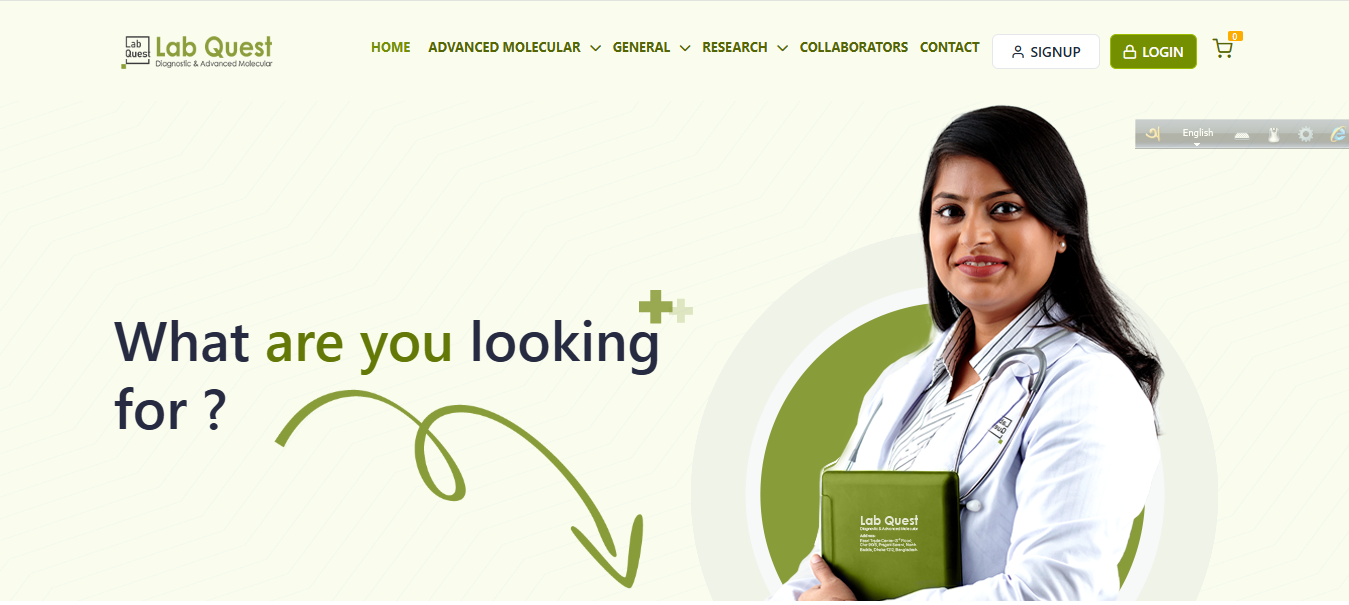 Lab
Quest
Lab Quest
Diagnostic & Advanced Molecular
HOME
ADVANCED MOLECULAR
GENERAL
RESEARCH
COLLABORATORS
CONTACT
SIGNUP
LOGIN
0
অ
English
What are you looking
for ?
Lab Quest
Diagnostic & Advanced Molecular
Address: